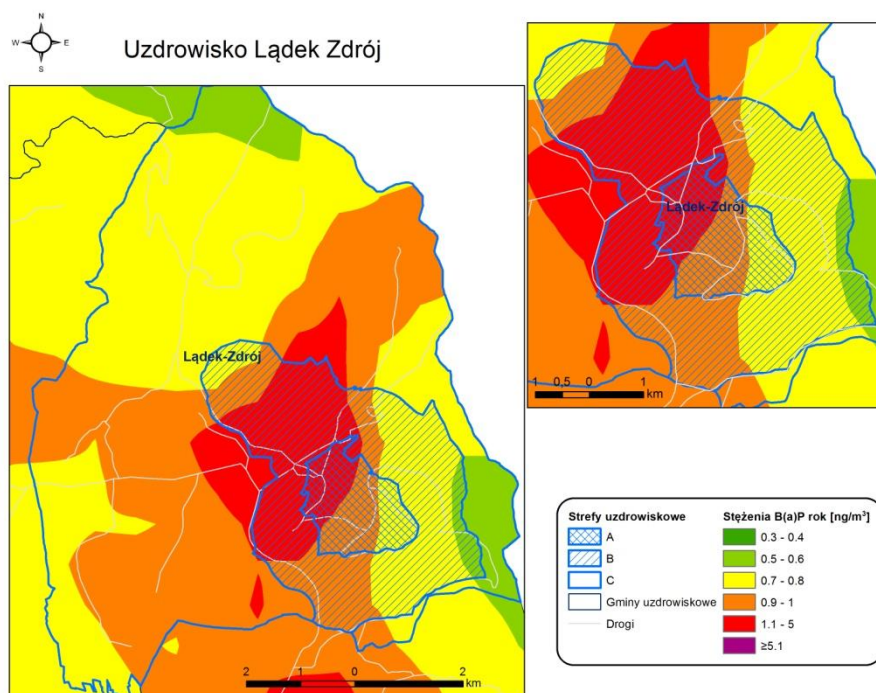 N
W E
S
Uzdrowisko Lądek Zdrój
Lądek-Zdrój
1 0,5 0 1
km
Lądek-Zdrój
2 1 0 2
km
Strefy uzdrowiskowe
A
B
C
Gminy uzdrowiskowe
Drogi
Stężenia B(a)P rok [ng/m³]
0.3 - 0.4
0.5 - 0.6
0.7 - 0.8
0.9 - 1
1.1 - 5
≥5.1